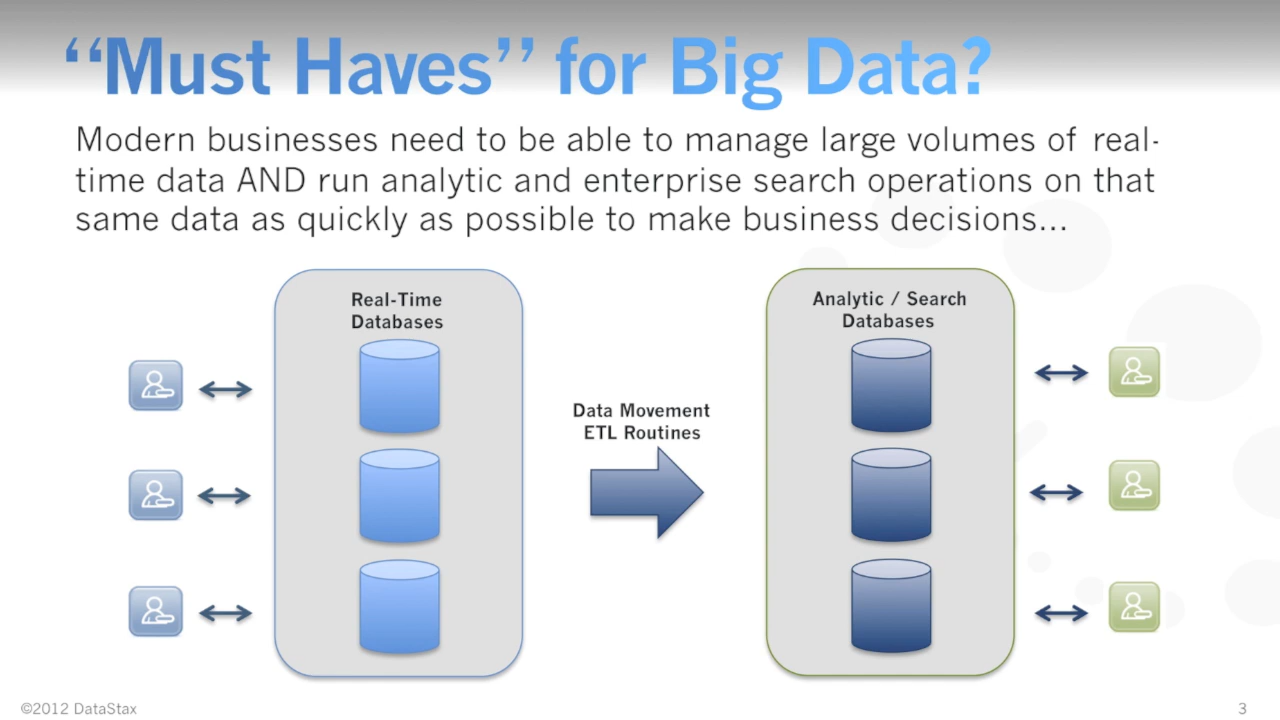 “Must Haves” for Big Data?
Modern businesses need to be able to manage large volumes of real-
time data AND run analytic and enterprise search operations on that
same data as quickly as possible to make business decisions...
Real-Time
Databases
Data Movement
ETL Routines
Analytic / Search
Databases
©2012 DataStax
3